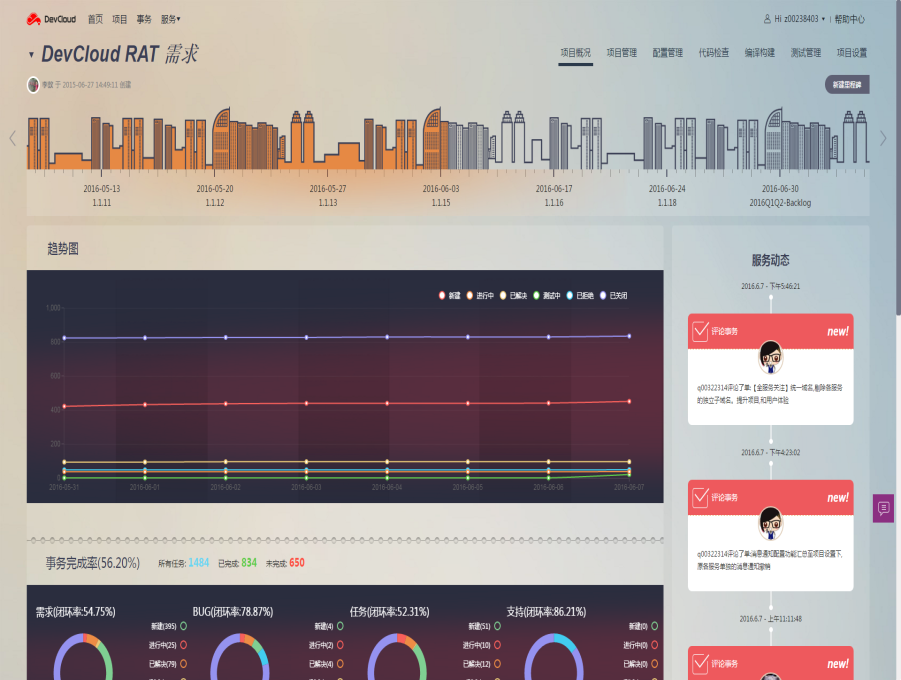 DevCloud 首页 项目 事务 服务▾
Hi z00238403 ▾ | 帮助中心
▾ DevCloud RAT 需求
项目概况 项目管理 配置管理 代码检查 编译构建 测试管理 项目设置
于 2015-06-27 14:49:11 创建
新建里程碑
2016-05-13 2016-05-20 2016-05-27 2016-06-03 2016-06-17 2016-06-24 2016-06-30
1.1.11 1.1.12 1.1.13 1.1.15 1.1.16 1.1.18 2016Q1Q2-Backlog
趋势图
新建 进行中 已解决 测试中 已拒绝 已关闭
1,000
800
600
400
200
2016-05-31 2016-06-01 2016-06-02 2016-06-03 2016-06-04 2016-06-05 2016-06-06 2016-06-07
事务完成率(56.20%) 所有任务: 1484 已完成: 834 未完成: 650
需求(闭环率:54.75%) BUG(闭环率:78.87%) 任务(闭环率:52.31%) 支持(闭环率:86.21%)
新建(395) 新建(4) 新建(51) 新建(0)
进行中(25) 进行中(2) 进行中(10) 进行中(0)
已解决(79) 已解决(4) 已解决(12) 已解决(0)
服务动态
2016.6.7 - 下午5:46:21
评论事务 new!
q00322314评论了单:【全服务关注】统一域名,删除各服务
的独立子域名。提升项目,和用户体验
2016.6.7 - 下午4:23:02
评论事务 new!
q00322314评论了单:消息通知配置功能汇总至项目设置下,
原各服务单独的消息通知撤销
2016.6.7 - 上午11:11:48
评论事务 new!